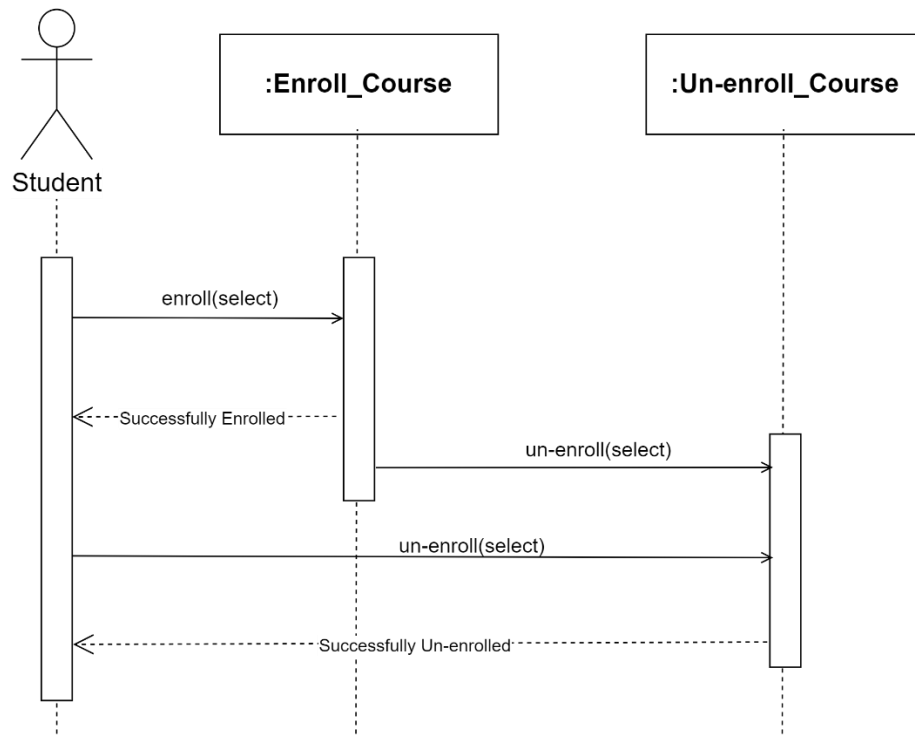 :Enroll_Course
:Un-enroll_Course
Student
enroll(select)
Successfully Enrolled
un-enroll(select)
un-enroll(select)
Successfully Un-enrolled